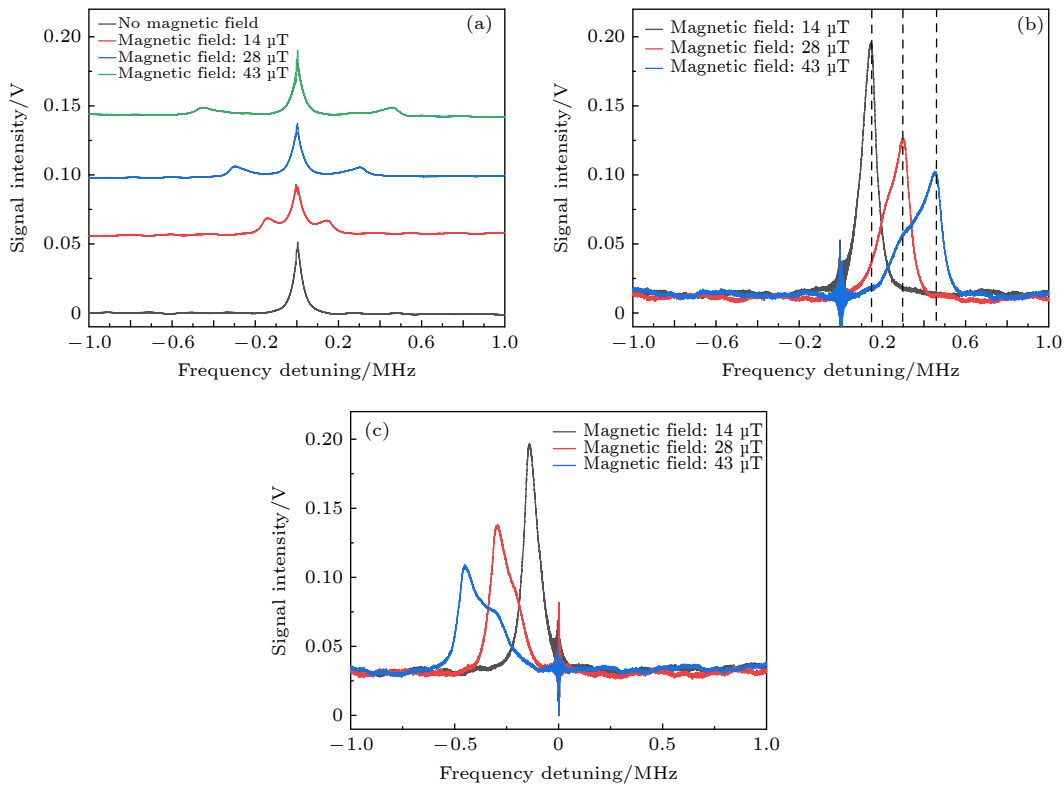 (a)
No magnetic field
Magnetic field: 14 µT
Magnetic field: 28 µT
Magnetic field: 43 µT
0.20
0.15
0.10
0.05
0
Signal intensity/V
−1.0
−0.6
−0.2
0.2
0.6
1.0
Frequency detuning/MHz
(b)
Magnetic field: 14 µT
Magnetic field: 28 µT
Magnetic field: 43 µT
0.20
0.15
0.10
0.05
0
Signal intensity/V
−1.0
−0.6
−0.2
0.2
0.6
1.0
Frequency detuning/MHz
(c)
Magnetic field: 14 µT
Magnetic field: 28 µT
Magnetic field: 43 µT
0.20
0.15
0.10
0.05
0
Signal intensity/V
−1.0
−0.5
0
0.5
1.0
Frequency detuning/MHz